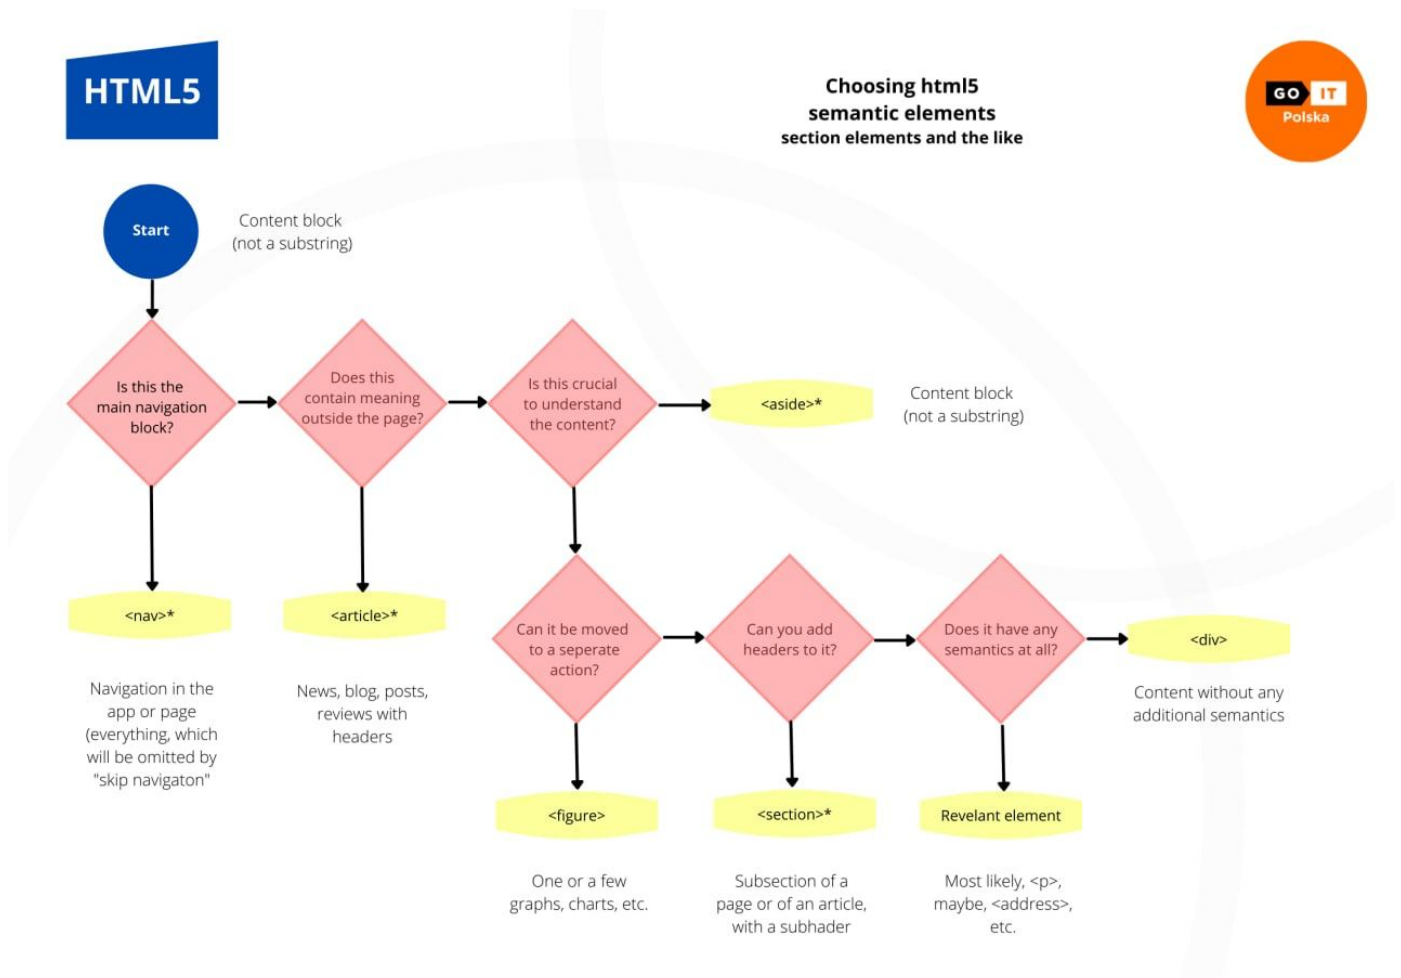 HTML5
Choosing html5
semantic elements
section elements and the like
GO IT
Polska
Start
Content block
(not a substring)
Is this the
main navigation
block?
Does this
contain meaning
outside the page?
Is this crucial
to understand
the content?
<aside>*
Content block
(not a substring)
<nav>*
Navigation in the
app or page
(everything, which
will be omitted by
"skip navigaton"
<article>*
News, blog, posts,
reviews with
headers
Can it be moved
to a seperate
action?
Can you add
headers to it?
Does it have any
semantics at all?
<div>
Content without any
additional semantics
<figure>
One or a few
graphs, charts, etc.
<section>*
Subsection of a
page or of an article,
with a subhader
Revelant element
Most likely, <p>,
maybe, <address>,
etc.